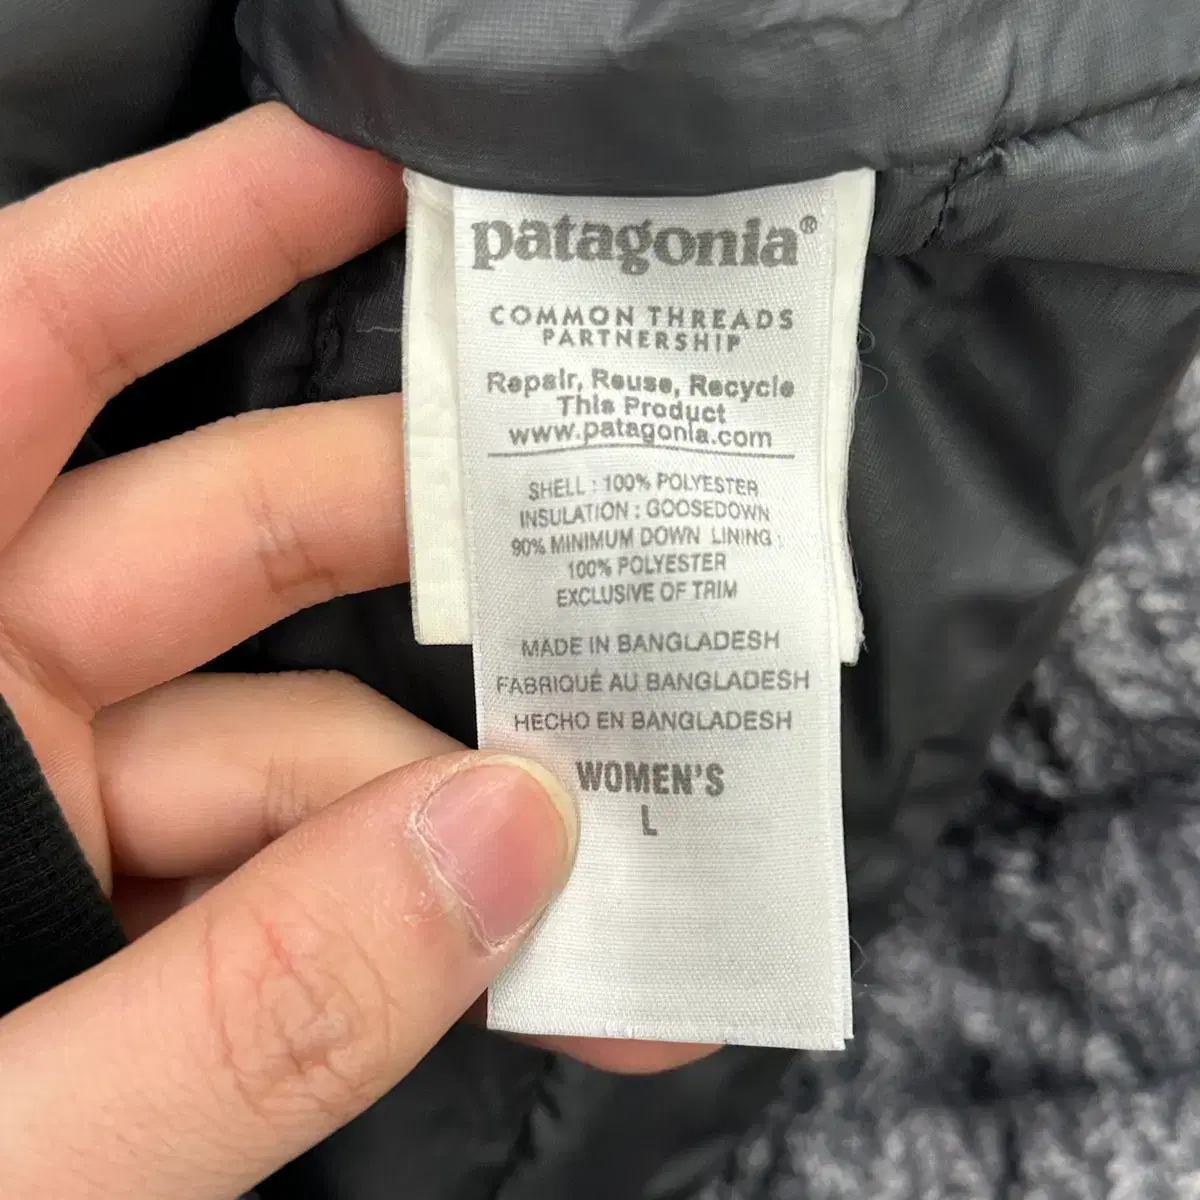 patagonia®
COMMON THREADS
PARTNERSHIP
Repair, Reuse, Recycle
This Product
www.patagonia.com
SHELL : 100% POLYESTER
INSULATION : GOOSEDOWN
90% MINIMUM DOWN LINING :
100% POLYESTER
EXCLUSIVE OF TRIM
MADE IN BANGLADESH
FABRIQUÉ AU BANGLADESH
HECHO EN BANGLADESH
WOMEN'S
L